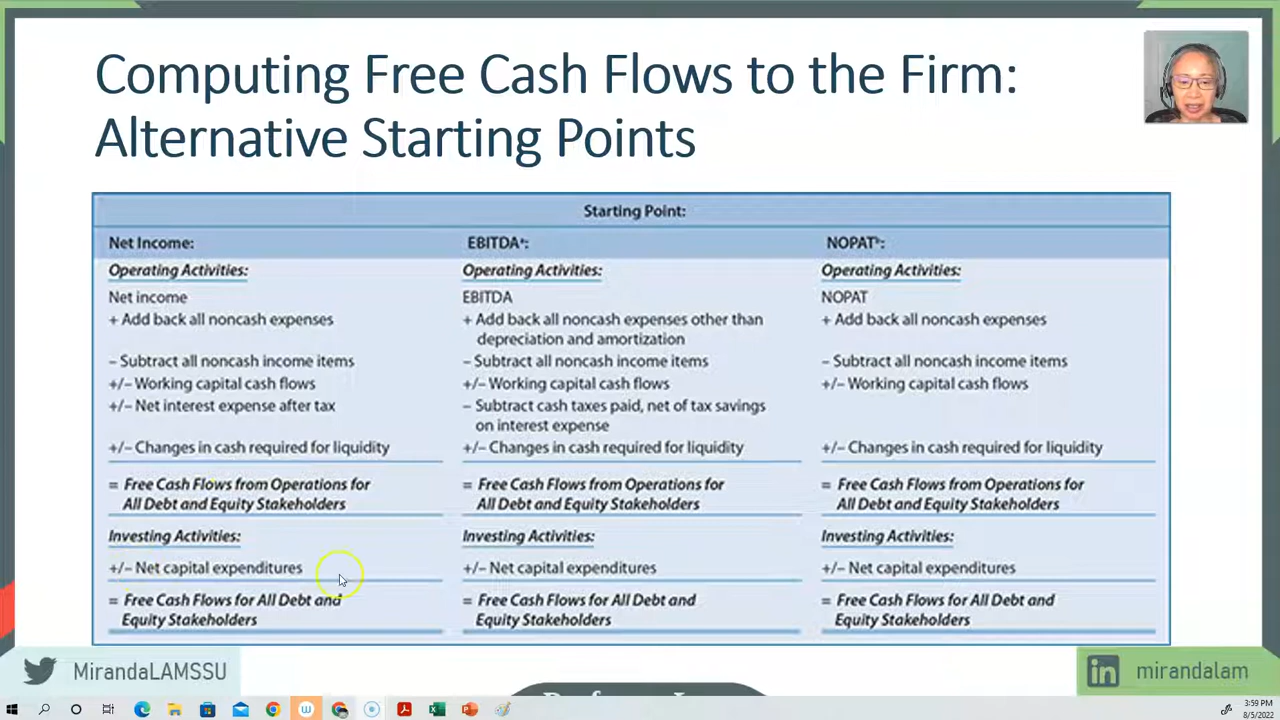 Computing Free Cash Flows to the Firm:
Alternative Starting Points
Starting Point:
Net Income:
Operating Activities:
Net income
+ Add back all noncash expenses
– Subtract all noncash income items
+/– Working capital cash flows
+/– Net interest expense after tax
+/– Changes in cash required for liquidity
= Free Cash Flows from Operations for
All Debt and Equity Stakeholders
Investing Activities:
+/– Net capital expenditures
= Free Cash Flows for All Debt and
Equity Stakeholders
EBITDAᵃ:
Operating Activities:
EBITDA
+ Add back all noncash expenses other than
depreciation and amortization
– Subtract all noncash income items
+/– Working capital cash flows
– Subtract cash taxes paid, net of tax savings
on interest expense
+/– Changes in cash required for liquidity
= Free Cash Flows from Operations for
All Debt and Equity Stakeholders
Investing Activities:
+/– Net capital expenditures
= Free Cash Flows for All Debt and
Equity Stakeholders
NOPATᵇ:
Operating Activities:
NOPAT
+ Add back all noncash expenses
– Subtract all noncash income items
+/– Working capital cash flows
+/– Changes in cash required for liquidity
= Free Cash Flows from Operations for
All Debt and Equity Stakeholders
Investing Activities:
+/– Net capital expenditures
= Free Cash Flows for All Debt and
Equity Stakeholders
MirandaLAMSSU
in mirandalam
3:59 PM
8/5/2022